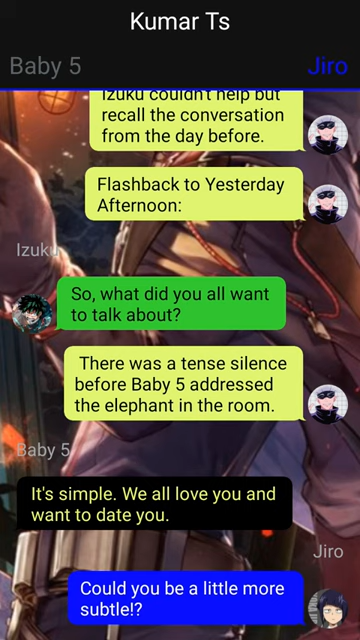 Kumar Ts
Baby 5
Jiro
Izuku couldn't help but
recall the conversation
from the day before.
Flashback to Yesterday
Afternoon:
Izuku
So, what did you all want
to talk about?
There was a tense silence
before Baby 5 addressed
the elephant in the room.
Baby 5
It's simple. We all love you and
want to date you.
Jiro
Could you be a little more
subtle!?